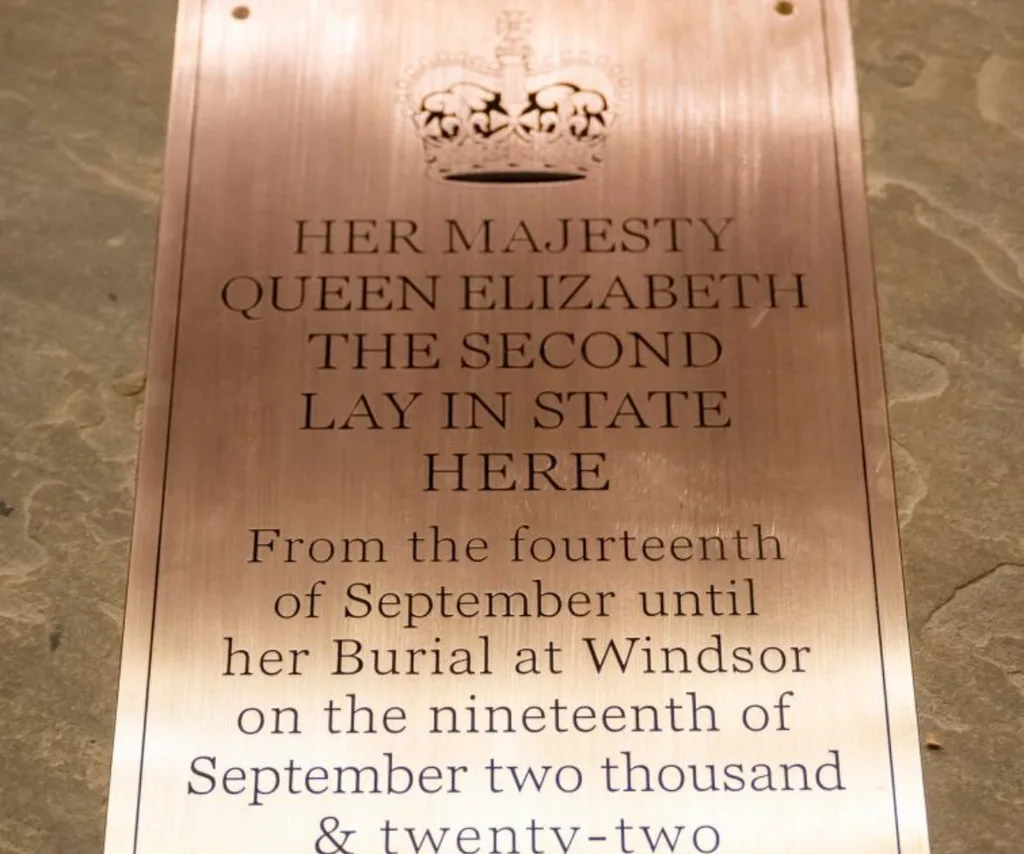 HER MAJESTY
QUEEN ELIZABETH
THE SECOND
LAY IN STATE
HERE
From the fourteenth
of September until
her Burial at Windsor
on the nineteenth of
September two thousand
& twenty-two